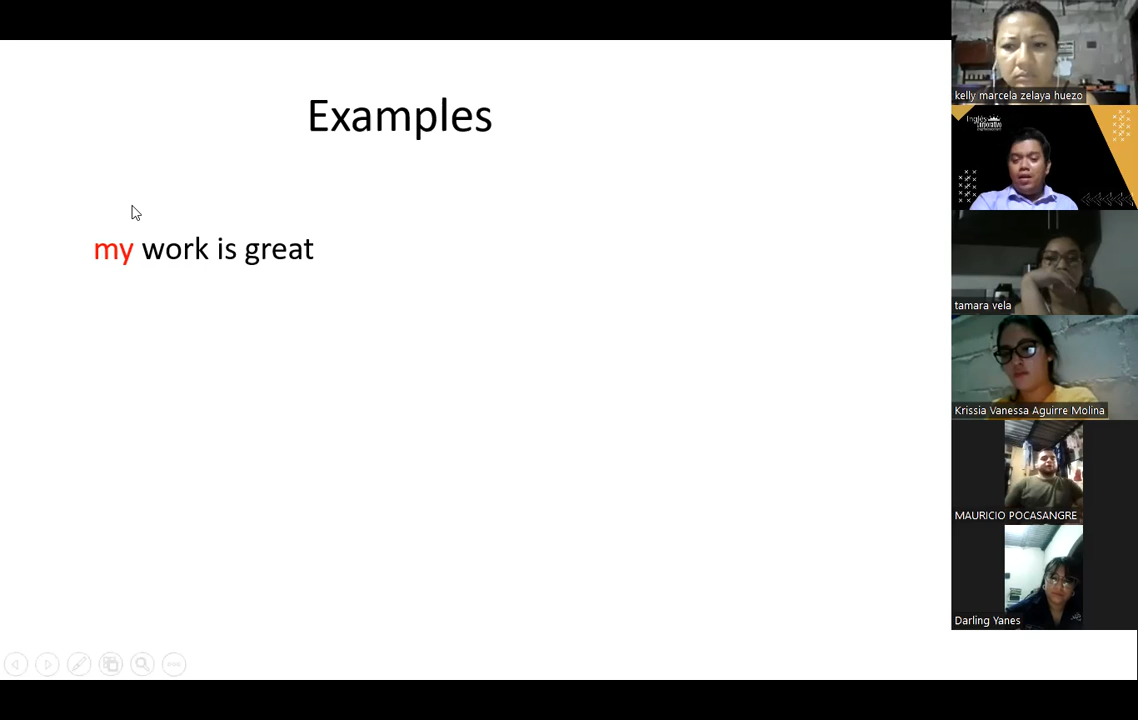 Examples
my work is great
kelly marcela zelaya huezo
Inglés
tamara vela
Krissia Vanessa Aguirre Molina
MAURICIO POCASANGRE
Darling Yanes